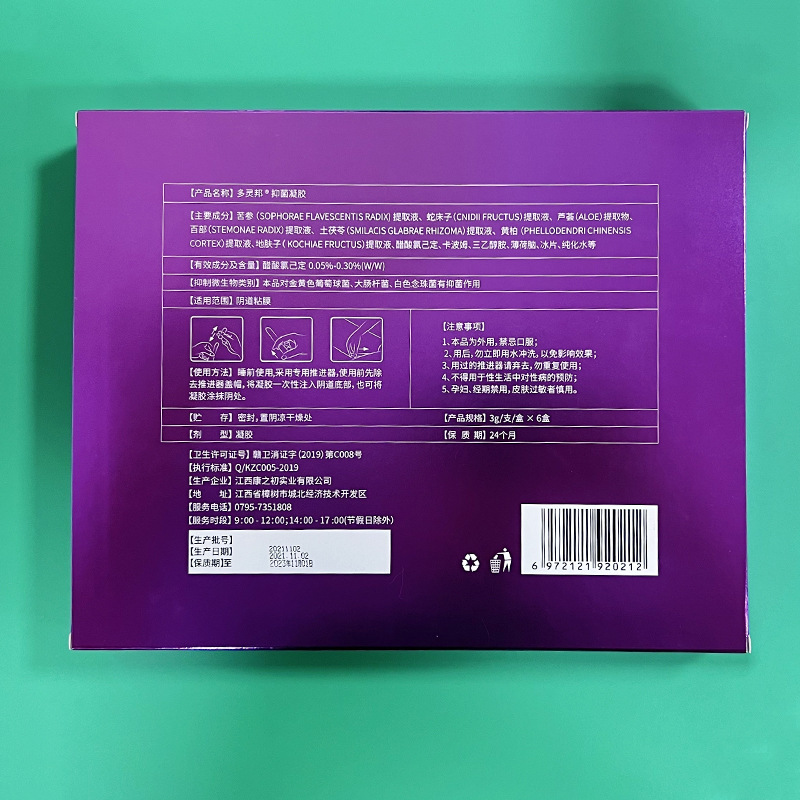 【产品名称】多灵邦®抑菌凝胶
【主要成分】苦参(SOPHORAE FLAVESCENTIS RADIX)提取液、蛇床子(CNIDII FRUCTUS)提取液、芦荟(ALOE)提取物、
百部(STEMONAE RADIX)提取液、土茯苓(SMILACIS GLABRAE RHIZOMA)提取液、黄柏(PHELLODENDRI CHINENSIS
CORTEX)提取液、地肤子(KOCHIAE FRUCTUS)提取液、醋酸氯己定、卡波姆、三乙醇胺、薄荷脑、冰片、纯化水等
【有效成分及含量】醋酸氯己定 0.05%-0.30%(W/W)
【抑制微生物类别】本品对金黄色葡萄球菌、大肠杆菌、白色念珠菌有抑菌作用
【适用范围】阴道粘膜
【使用方法】睡前使用,采用专用推进器,使用前先除
去推进器盖帽,将凝胶一次性注入阴道底部,也可将
凝胶涂抹阴处。
【注意事项】
1、本品为外用,禁忌口服;
2、用后,勿立即用水冲洗,以免影响效果;
3、用过的推进器请弃去,勿重复使用;
4、不得用于性生活中对性病的预防;
5、孕妇、经期禁用,皮肤过敏者慎用。
【贮 存】密封,置阴凉干燥处
【产品规格】3g/支/盒×6盒
【剂 型】凝胶
【保 质 期】24个月
【卫生许可证号】赣卫消证字(2019)第C008号
【执行标准】Q/KZC005-2019
【生产企业】江西康之初实业有限公司
【地 址】江西省樟树市城北经济技术开发区
【服务电话】0795-7351808
【服务时段】9:00-12:00;14:00-17:00(节假日除外)
【生产批号】 20211102
【生产日期】 2021.11.02
【保质期】至 2023年11月01日
6 972121 920212